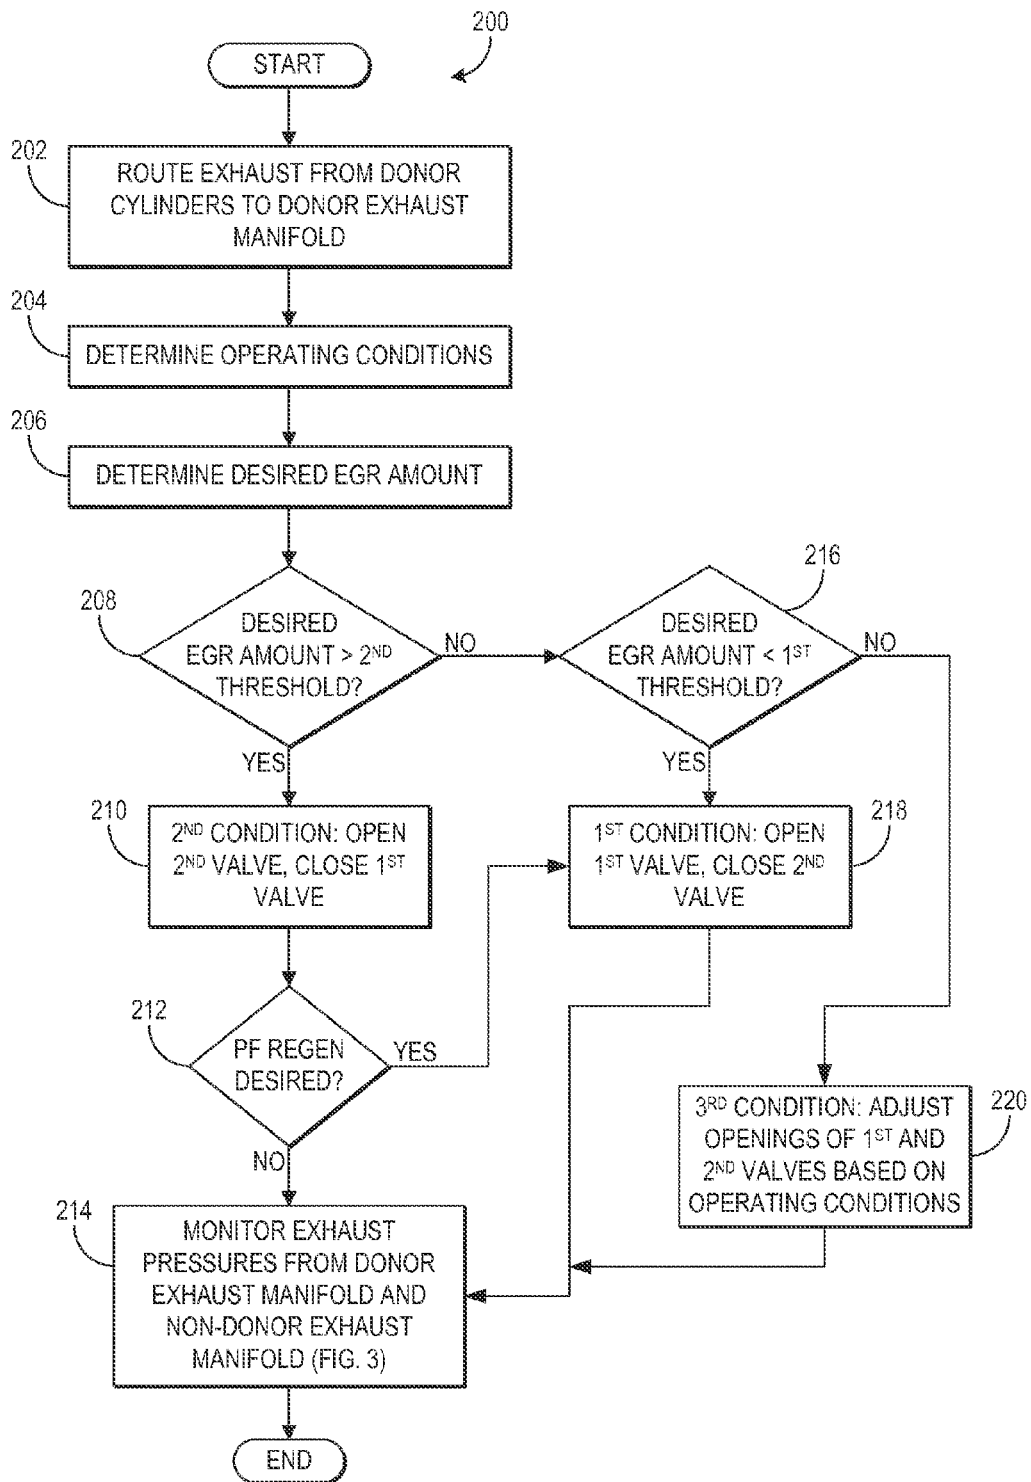 200
START
202
ROUTE EXHAUST FROM DONOR
CYLINDERS TO DONOR EXHAUST
MANIFOLD
204
DETERMINE OPERATING CONDITIONS
206
DETERMINE DESIRED EGR AMOUNT
208
DESIRED
EGR AMOUNT > 2ND
THRESHOLD?
NO
YES
216
DESIRED
EGR AMOUNT < 1ST
THRESHOLD?
NO
YES
210
2ND CONDITION: OPEN
2ND VALVE, CLOSE 1ST
VALVE
218
1ST CONDITION: OPEN
1ST VALVE, CLOSE 2ND
VALVE
212
PF REGEN
DESIRED?
YES
NO
220
3RD CONDITION: ADJUST
OPENINGS OF 1ST AND
2ND VALVES BASED ON
OPERATING CONDITIONS
214
MONITOR EXHAUST
PRESSURES FROM DONOR
EXHAUST MANIFOLD AND
NON-DONOR EXHAUST
MANIFOLD (FIG. 3)
END